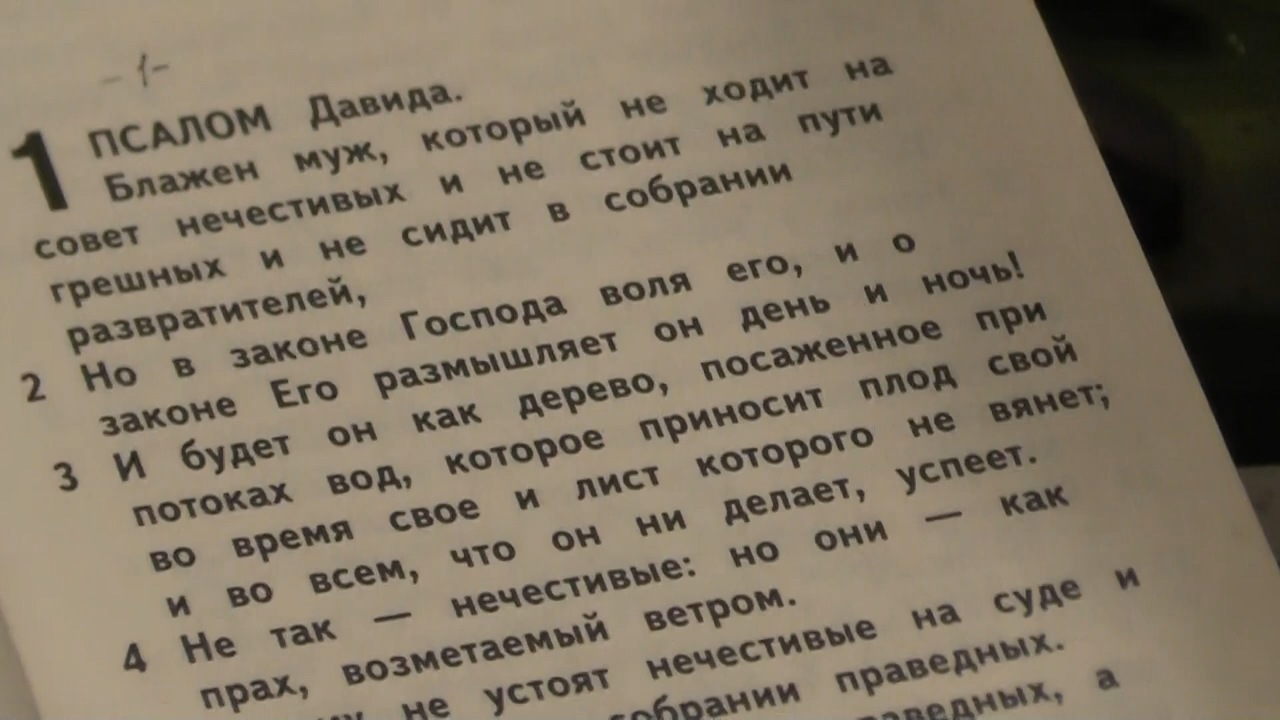 -1-
1 ПСАЛОМ Давида.
Блажен муж, который не ходит на
совет нечестивых и не стоит на пути
грешных и не сидит в собрании
развратителей,
2 Но в законе Господа воля его, и о
законе Его размышляет он день и ночь!
3 И будет он как дерево, посаженное при
потоках вод, которое приносит плод свой
во время свое и лист которого не вянет;
и во всем, что он ни делает, успеет.
4 Не так — нечестивые: но они — как
прах, возметаемый ветром.
не устоят нечестивые на суде и
собрании праведных.
а